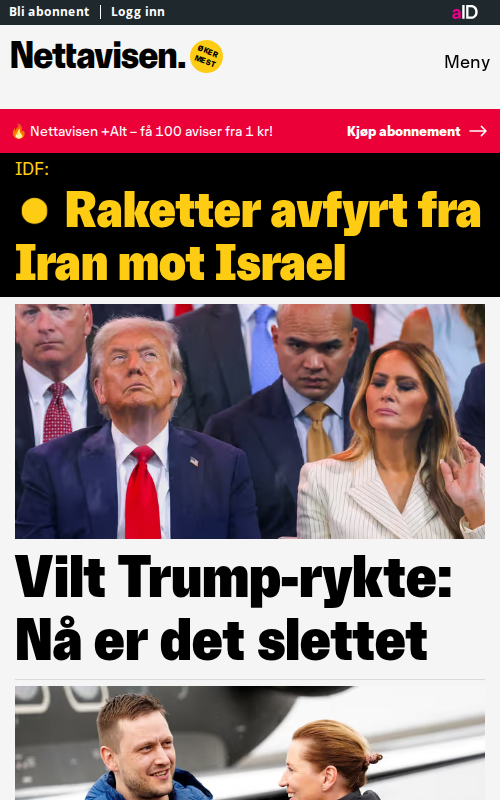 Bli abonnent
Logg inn
aID
Nettavisen.
ØKER
MEST
Meny
🔥 Nettavisen +Alt – få 100 aviser fra 1 kr!
Kjøp abonnement →
IDF:
Raketter avfyrt fra
Iran mot Israel
Vilt Trump-rykte:
Nå er det slettet